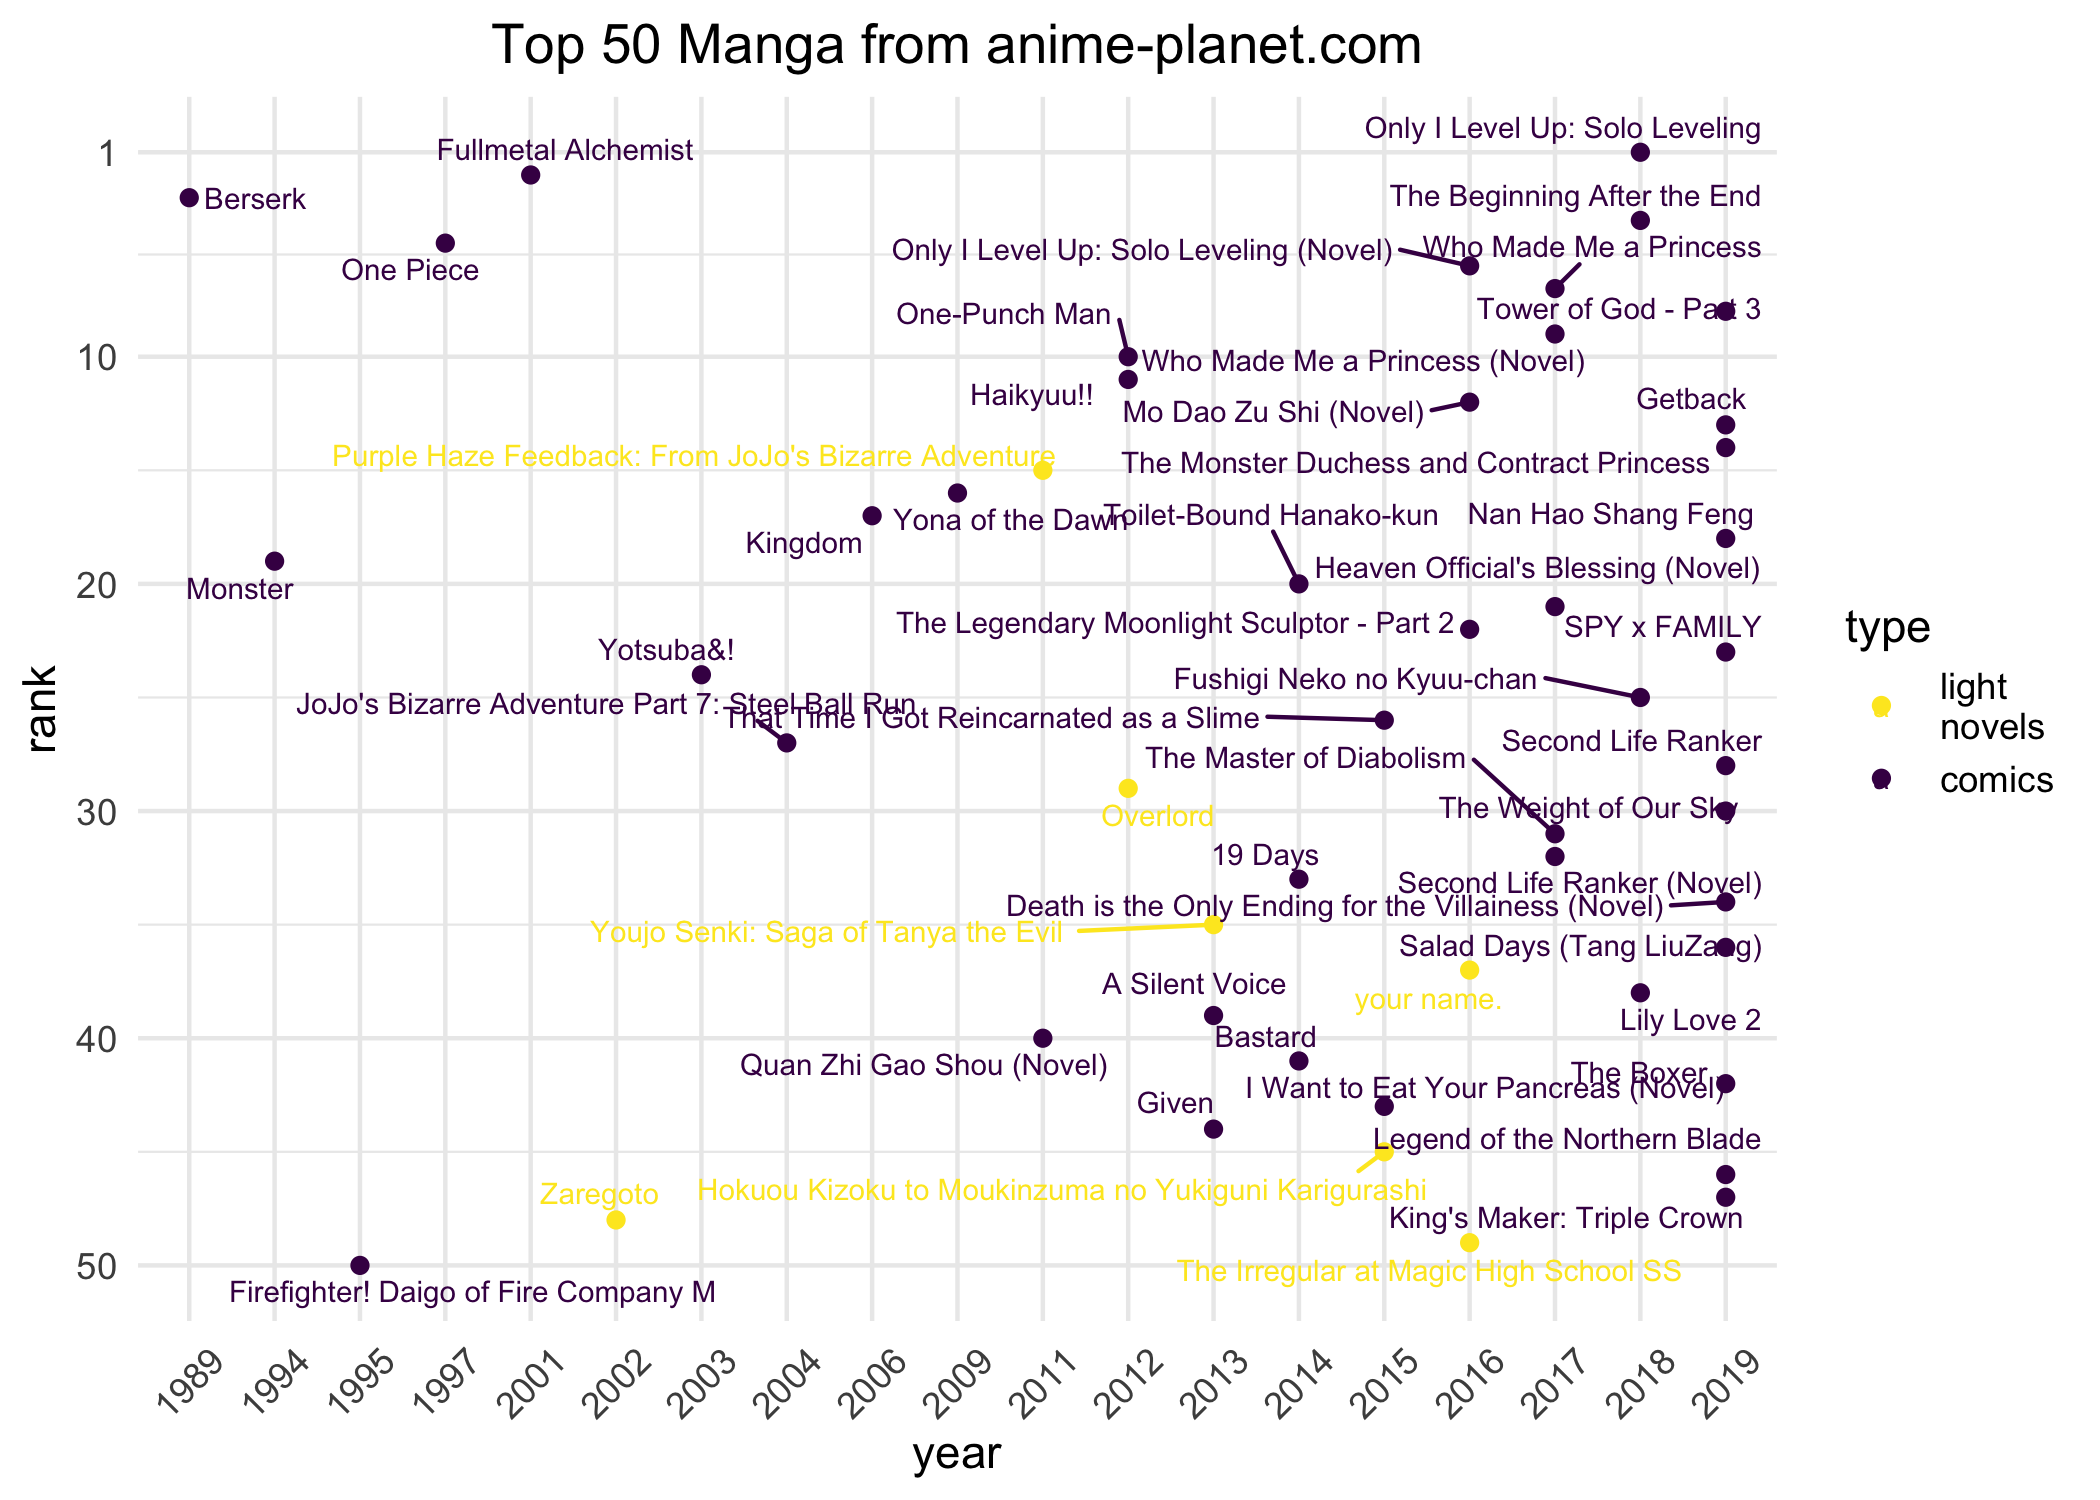 Top 50 Manga from anime-planet.com
Only I Level Up: Solo Leveling
1
Fullmetal Alchemist
Berserk
The Beginning After the End
One Piece
Only I Level Up: Solo Leveling (Novel)
Who Made Me a Princess
One-Punch Man
Tower of God - Part 3
10
Who Made Me a Princess (Novel)
Haikyuu!!
Getback
Mo Dao Zu Shi (Novel)
Purple Haze Feedback: From JoJo's Bizarre Adventure
The Monster Duchess and Contract Princess
Yona of the Dawn
Toilet-Bound Hanako-kun
Nan Hao Shang Feng
Kingdom
Heaven Official's Blessing (Novel)
20
Monster
The Legendary Moonlight Sculptor - Part 2
SPY x FAMILY
Yotsuba&!
Fushigi Neko no Kyuu-chan
JoJo's Bizarre Adventure Part 7: Steel Ball Run
That Time I Got Reincarnated as a Slime
Second Life Ranker
The Master of Diabolism
30
The Weight of Our Sky
Overlord
19 Days
Second Life Ranker (Novel)
Death is the Only Ending for the Villainess (Novel)
Youjo Senki: Saga of Tanya the Evil
Salad Days (Tang LiuZang)
A Silent Voice
your name.
Lily Love 2
40
Bastard
Quan Zhi Gao Shou (Novel)
The Boxer
I Want to Eat Your Pancreas (Novel)
Given
Legend of the Northern Blade
Zaregoto
Hokuou Kizoku to Moukinzuma no Yukiguni Karigurashi
King's Maker: Triple Crown
50
The Irregular at Magic High School SS
Firefighter! Daigo of Fire Company M
rank
1989
1994
1995
1997
2001
2002
2003
2004
2006
2009
2011
2012
2013
2014
2015
2016
2017
2018
2019
year
type
light
novels
comics